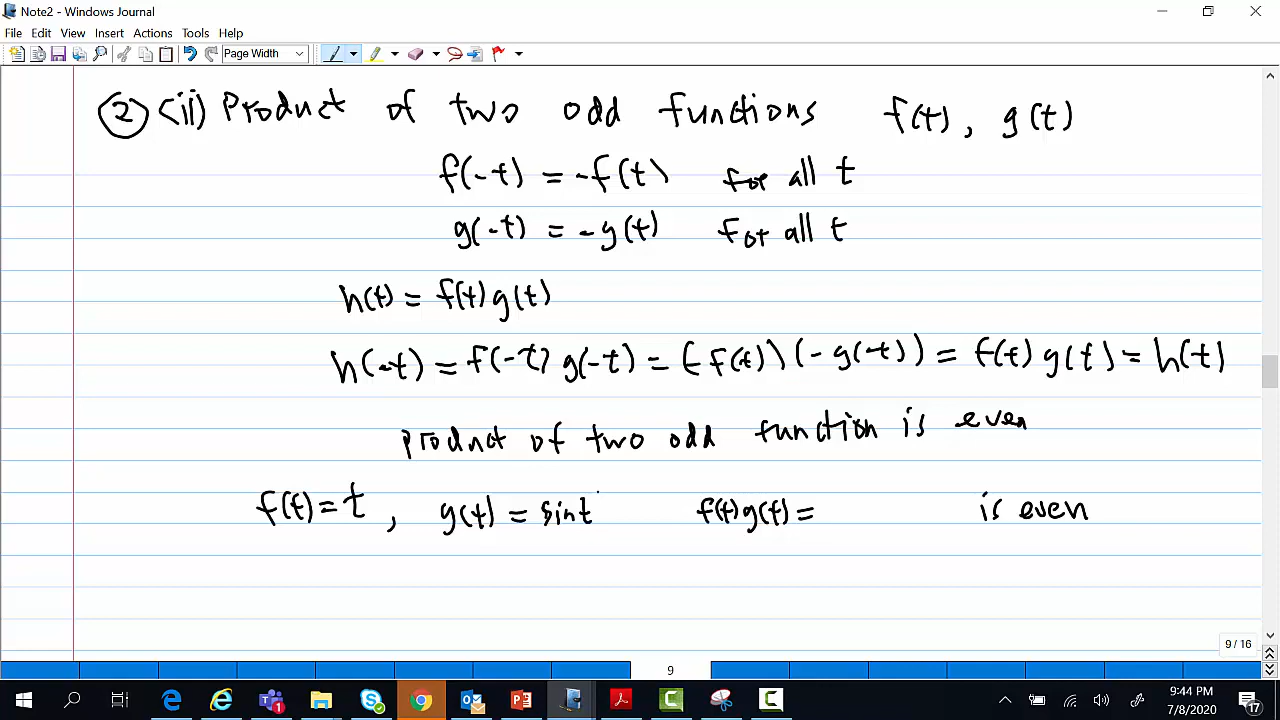 Note2 - Windows Journal
File Edit View Insert Actions Tools Help
Page Width
② (ii) Product of two odd functions f(t), g(t)
f(-t) = -f(t) for all t
g(-t) = -g(t) for all t
h(t) = f(t)g(t)
h(-t) = f(-t) g(-t) = (-f(t))(-g(t)) = f(t) g(t) = h(t)
product of two odd function is even
f(t) = t, g(t) = sint f(t)g(t) = is even
9 / 16
9
9:44 PM
7/8/2020
17